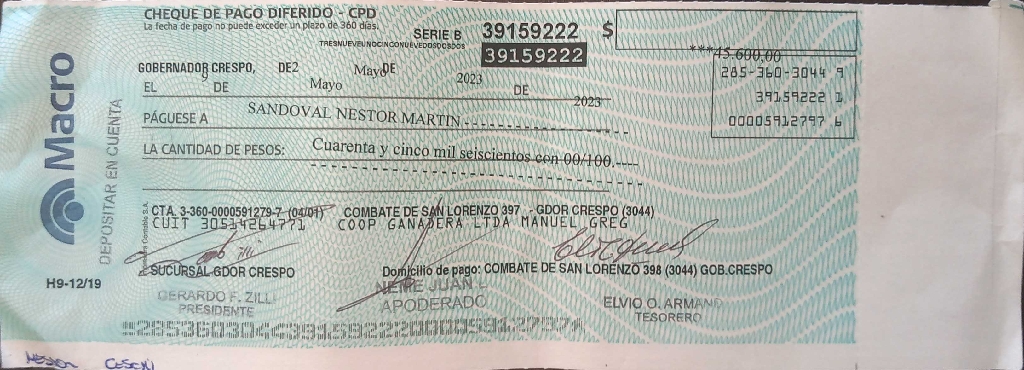 CHEQUE DE PAGO DIFERIDO - CPD
La fecha de pago no puede exceder un plazo de 360 días.
SERIE B 39159222 $
TRESNUEVEUNOCINCONUEVEDOSDOSDOS
39159222
***45.600,00
GOBERNADOR CRESPO, DE2 Mayo DE 2023
285-360-3044 9
EL 9 DE Mayo DE 2023
39159222 1
PÁGUESE A SANDOVAL NESTOR MARTIN
00005912797 6
LA CANTIDAD DE PESOS: Cuarenta y cinco mil seiscientos con 00/100.
Macro
DEPOSITAR EN CUENTA
CTA. 3-360-0000591279-7 (04/01) COMBATE DE SAN LORENZO 397 - GDOR CRESPO (3044)
CUIT 30514264771 COOP GANADERA LTDA MANUEL GREG
SUCURSAL GDOR CRESPO
Domicilio de pago: COMBATE DE SAN LORENZO 398 (3044) GOB.CRESPO
H9-12/19
GERARDO F. ZILLI
PRESIDENTE
NEME JUAN
APODERADO
ELVIO O. ARMAND
TESORERO